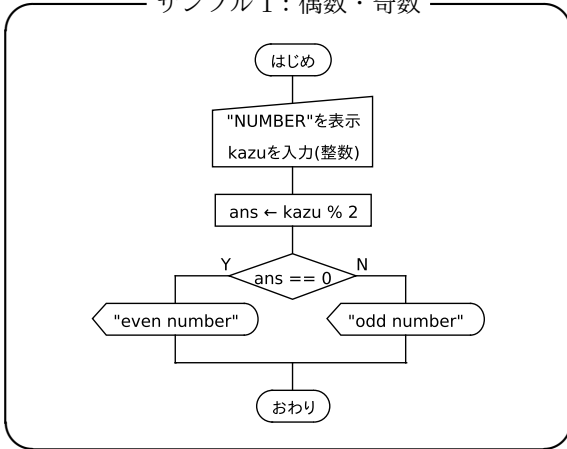 サンプル1：偶数・奇数
はじめ
"NUMBER"を表示
kazuを入力(整数)
ans ← kazu % 2
Y
N
ans == 0
"even number"
"odd number"
おわり